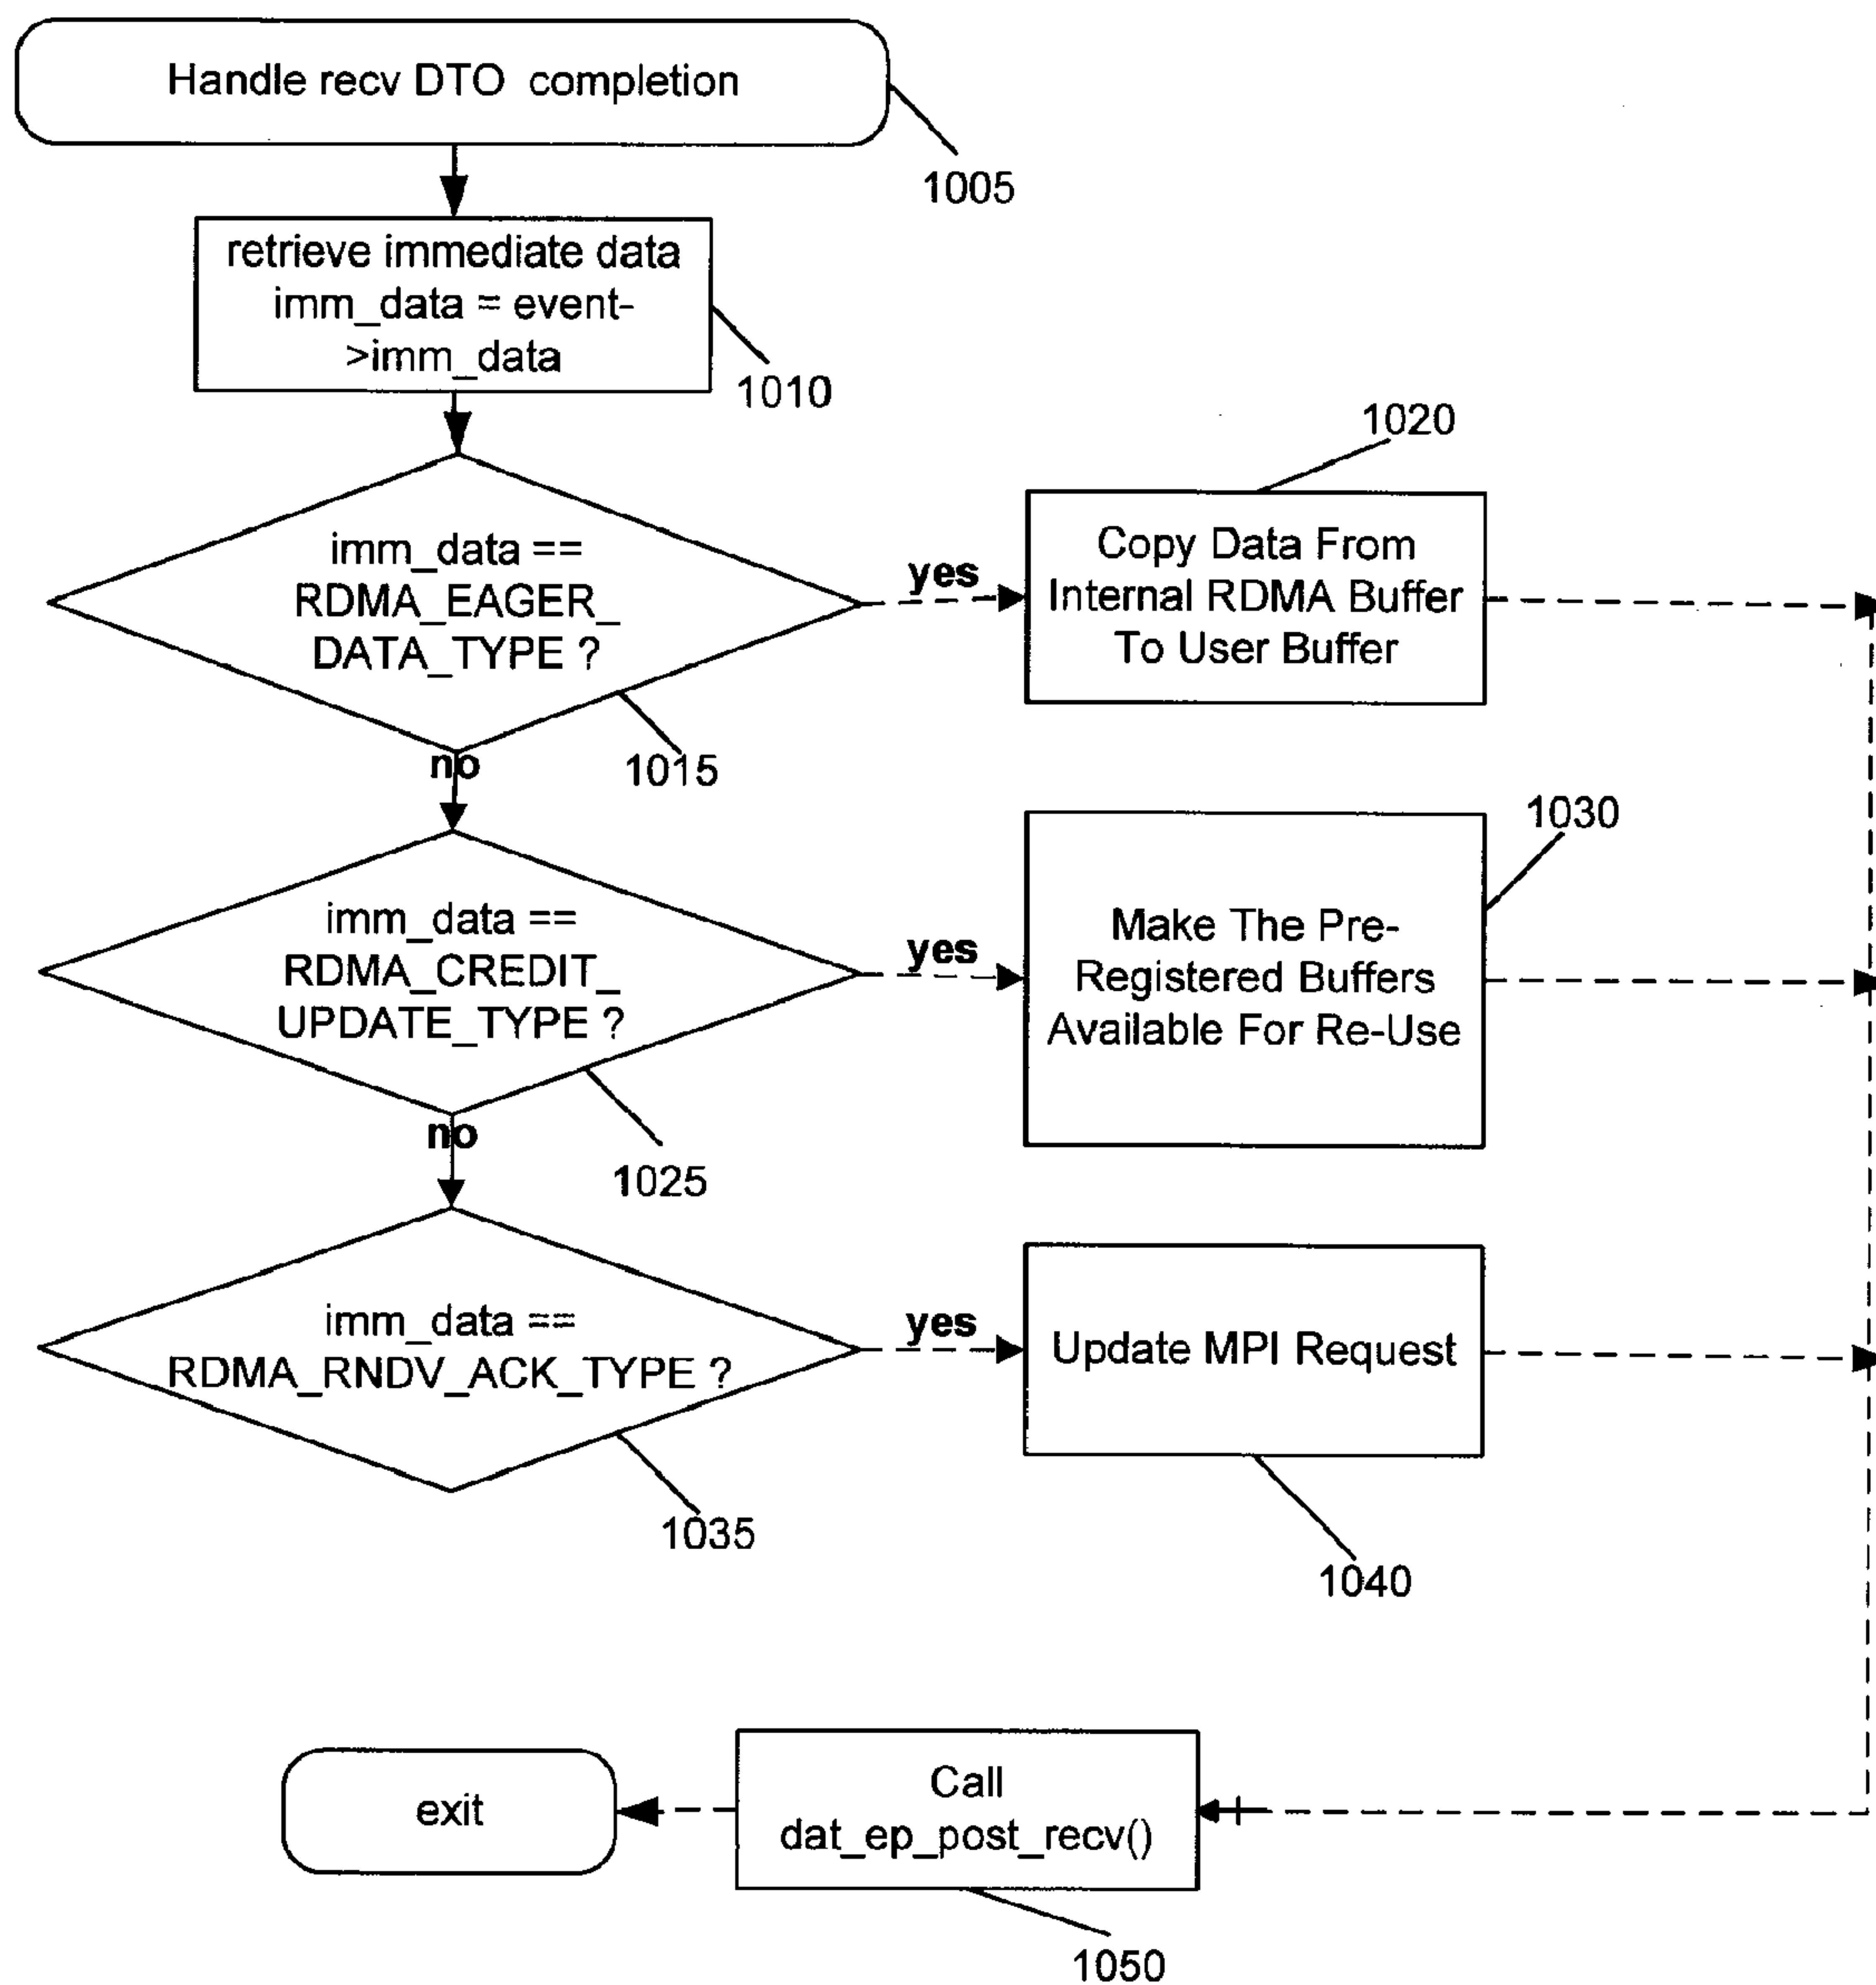 Handle recv DTO completion
1005
retrieve immediate data
imm_data = event-
>imm_data
1010
imm_data ==
RDMA_EAGER_
DATA_TYPE ?
1015
yes
1020
Copy Data From
Internal RDMA Buffer
To User Buffer
no
imm_data ==
RDMA_CREDIT_
UPDATE_TYPE ?
1025
yes
1030
Make The Pre-
Registered Buffers
Available For Re-Use
no
imm_data ==
RDMA_RNDV_ACK_TYPE ?
1035
yes
Update MPI Request
1040
exit
Call
dat_ep_post_recv()
1050